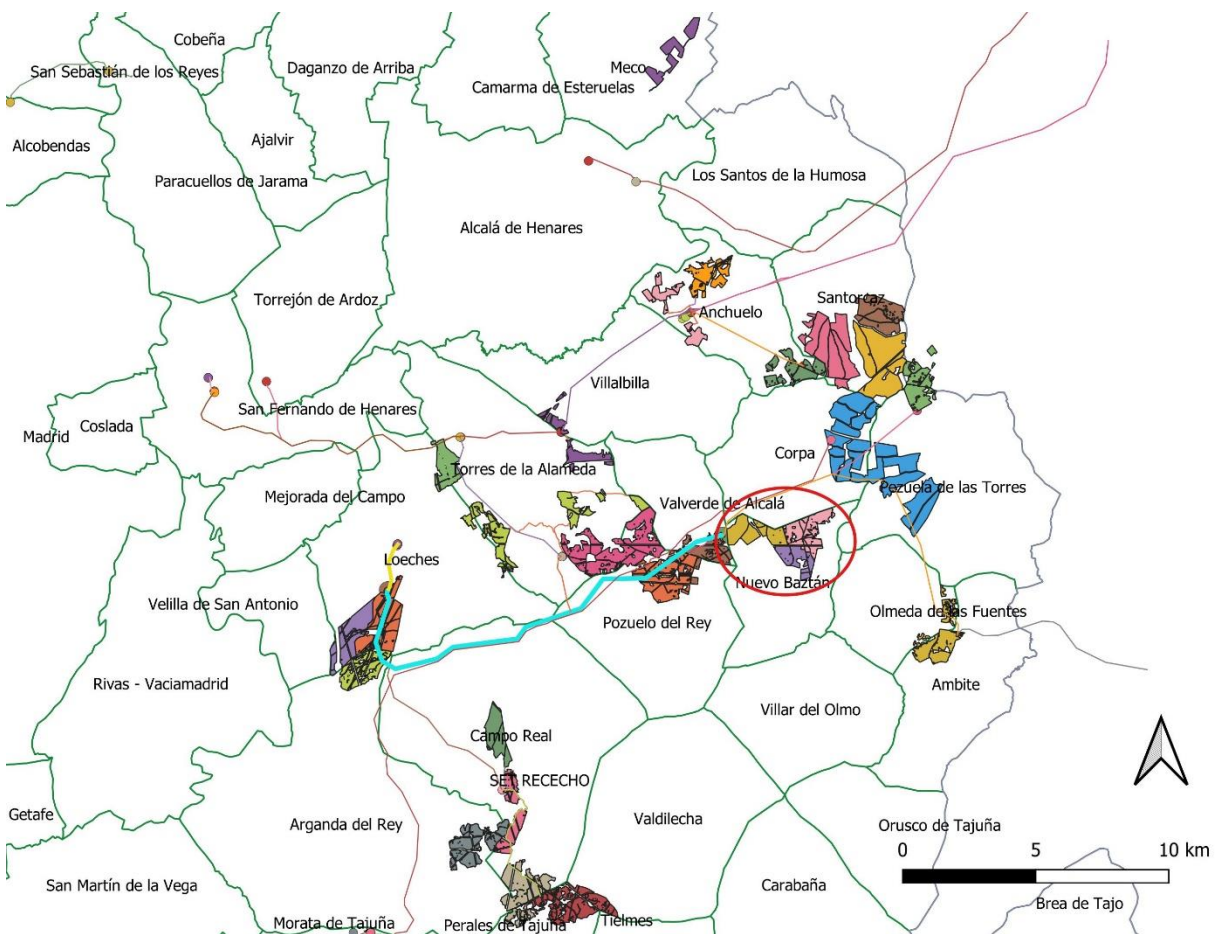 Cobeña
San Sebastián de los Reyes
Daganzo de Arriba
Meco
Camarma de Esteruelas
Alcobendas
Ajalvir
Paracuellos de Jarama
Los Santos de la Humosa
Alcalá de Henares
Torrejón de Ardoz
Santorcaz
Anchuelo
Villalbilla
San Fernando de Henares
Coslada
Madrid
Corpa
Torres de la Alameda
Pezuela de las Torres
Mejorada del Campo
Valverde de Alcalá
Loeches
Nuevo Baztán
Velilla de San Antonio
Olmeda de las Fuentes
Pozuelo del Rey
Rivas - Vaciamadrid
Ambite
Villar del Olmo
Campo Real
SET RECECHO
Getafe
Arganda del Rey
Valdilecha
Orusco de Tajuña
0 5 10 km
San Martín de la Vega
Carabaña
Brea de Tajo
Morata de Tajuña
Perales de Tajuña
Tielmes